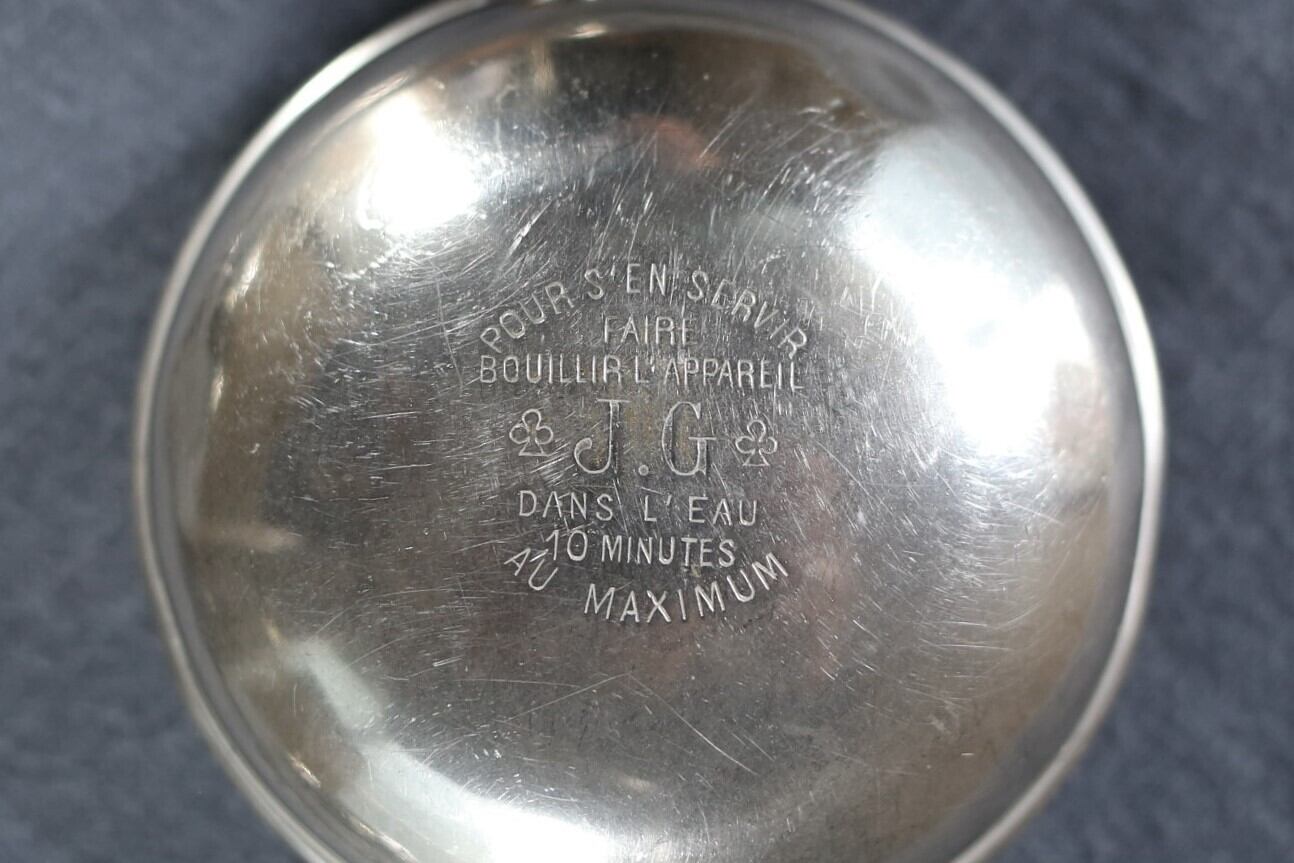 POUR S'EN SERVIR
FAIRE
BOUILLIR L'APPAREIL
J.G
DANS L'EAU
10 MINUTES
AU MAXIMUM